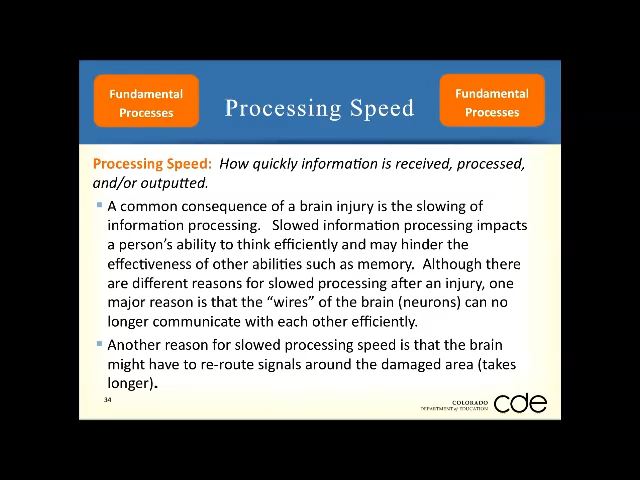 Fundamental
Processes
Processing Speed
Fundamental
Processes
Processing Speed: How quickly information is received, processed,
and/or outputted.
A common consequence of a brain injury is the slowing of
information processing. Slowed information processing impacts
a person's ability to think efficiently and may hinder the
effectiveness of other abilities such as memory. Although there
are different reasons for slowed processing after an injury, one
major reason is that the “wires” of the brain (neurons) can no
longer communicate with each other efficiently.
Another reason for slowed processing speed is that the brain
might have to re-route signals around the damaged area (takes
longer).
34
COLORADO
DEPARTMENT of EDUCATION
cde